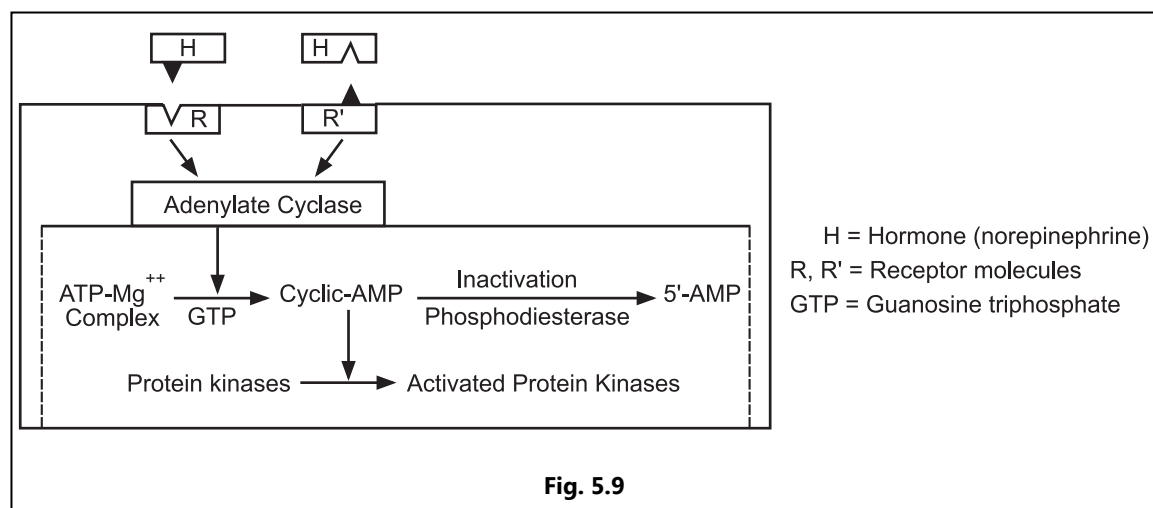 H
H
R
R'
Adenylate Cyclase
H = Hormone (norepinephrine)
R, R' = Receptor molecules
GTP = Guanosine triphosphate
ATP-Mg++
Complex
GTP
Cyclic-AMP
Inactivation
Phosphodiesterase
5'-AMP
Protein kinases
Activated Protein Kinases
Fig. 5.9